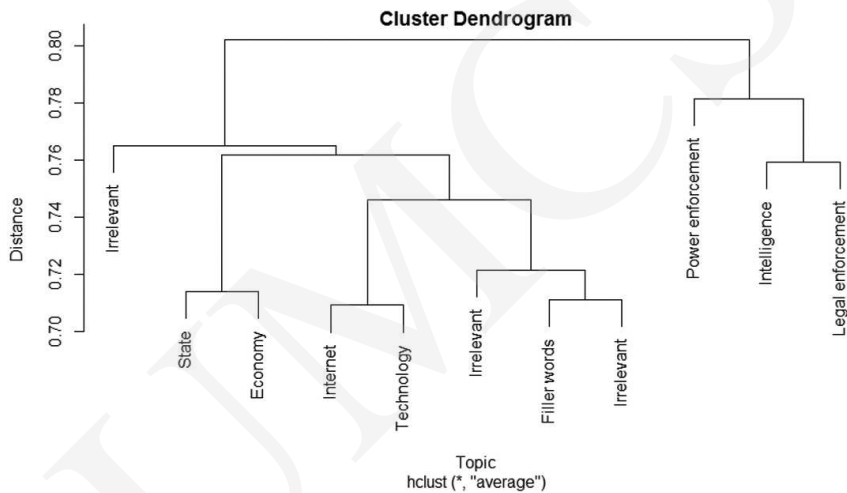 Cluster Dendrogram
Distance
0.80
0.78
0.76
0.74
0.72
0.70
Irrelevant
State
Economy
Internet
Technology
Irrelevant
Filler words
Irrelevant
Power enforcement
Intelligence
Legal enforcement
Topic
hclust (*, "average")
UMCS